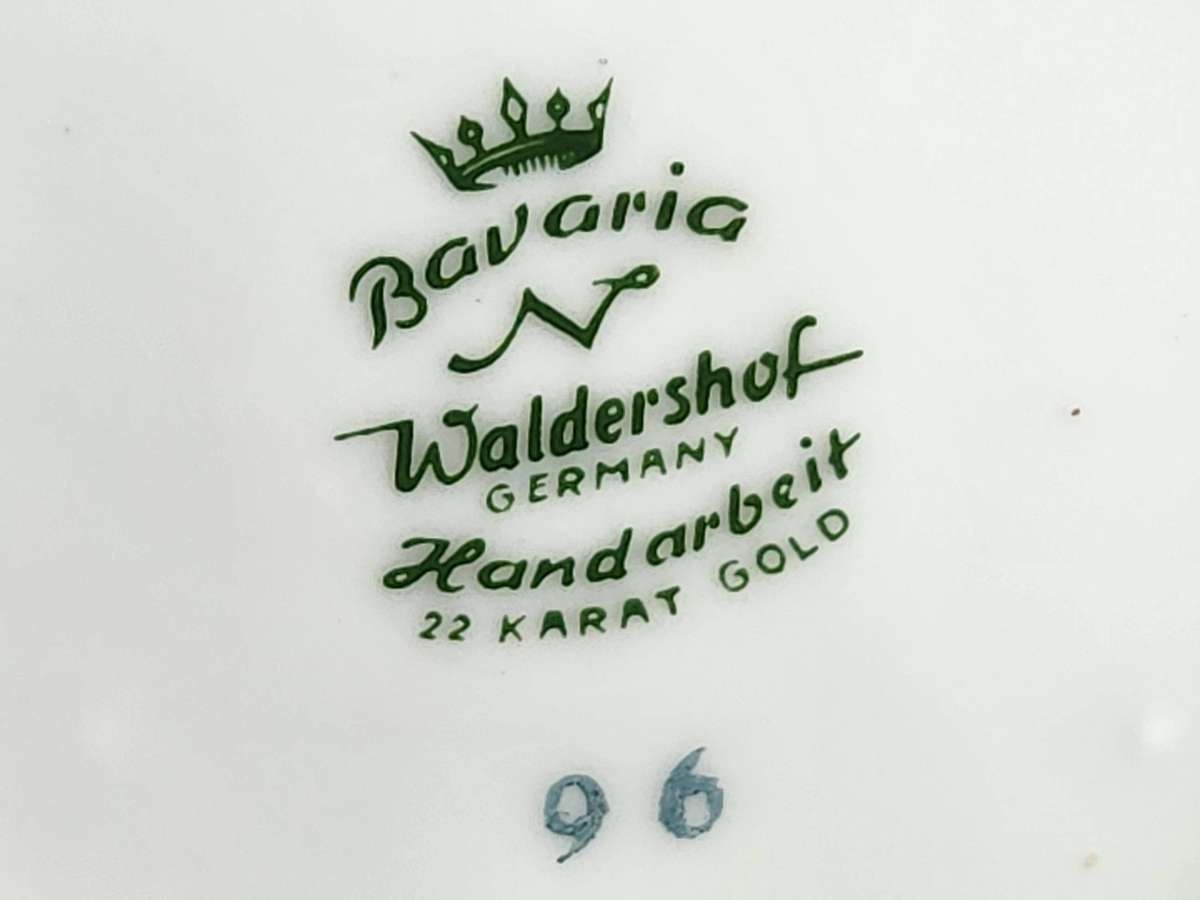 Bavaria
N
Waldershof
GERMANY
Handarbeit
22 KARAT GOLD
96